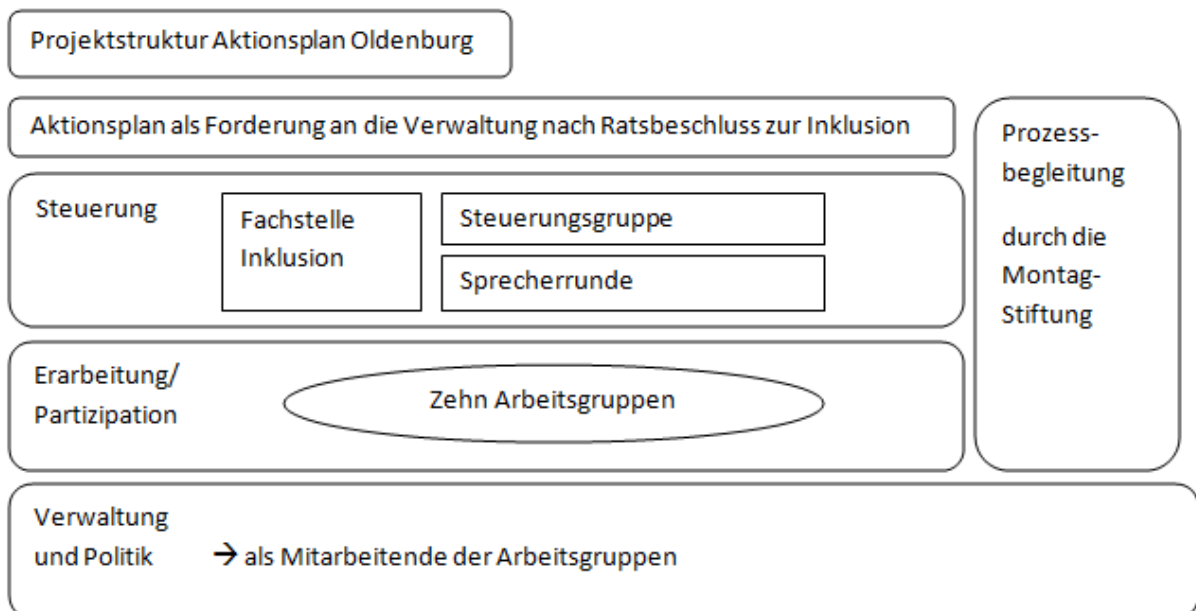 Projektstruktur Aktionsplan Oldenburg
Aktionsplan als Forderung an die Verwaltung nach Ratsbeschluss zur Inklusion
Steuerung
Fachstelle
Inklusion
Steuerungsgruppe
Sprecherrunde
Erarbeitung/
Partizipation
Zehn Arbeitsgruppen
Prozess-
begleitung
durch die
Montag-
Stiftung
Verwaltung
und Politik → als Mitarbeitende der Arbeitsgruppen